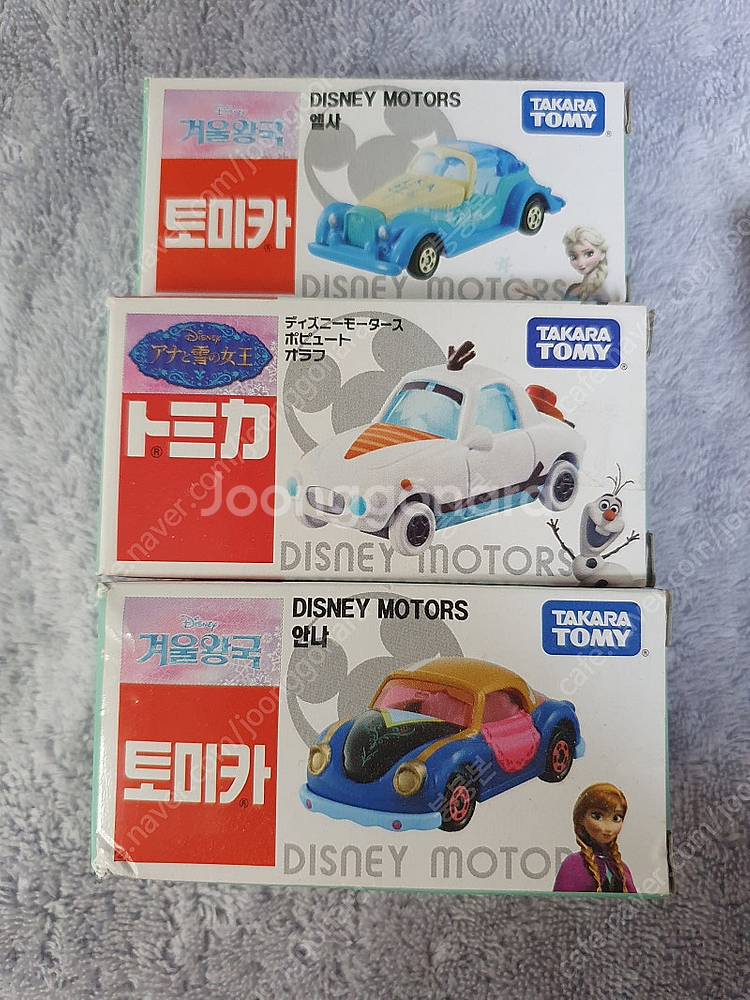 DISNEY MOTORS
엘사
TAKARA
TOMY
Disney
겨울왕국
토미카
DISNEY MOTORS
Disney
アナと雪の女王
ディズニーモータース
ポピュート
オラフ
TAKARA
TOMY
トミカ
Joonggonara
DISNEY MOTORS
DISNEY MOTORS
안나
TAKARA
TOMY
Disney
겨울왕국
토미카
DISNEY MOTOR